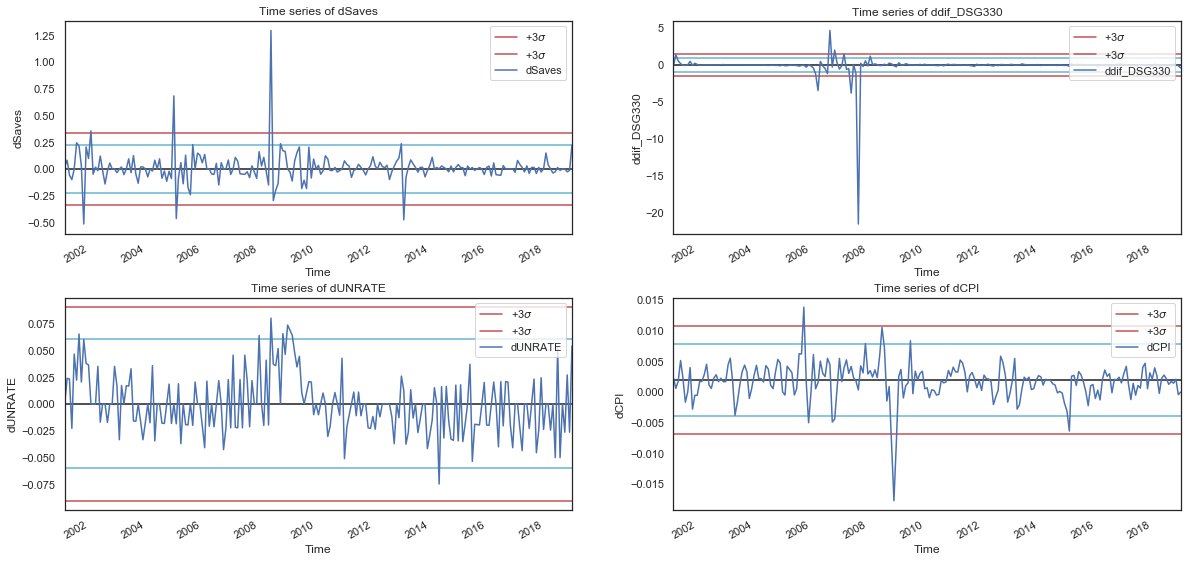 Time series of dSaves
+3σ
+3σ
dSaves
dSaves
1.25
1.00
0.75
0.50
0.25
0.00
−0.25
−0.50
2002 2004 2006 2008 2010 2012 2014 2016 2018
Time
Time series of ddif_DSG330
+3σ
+3σ
ddif_DSG330
ddif_DSG330
5
0
−5
−10
−15
−20
2002 2004 2006 2008 2010 2012 2014 2016 2018
Time
Time series of dUNRATE
+3σ
+3σ
dUNRATE
dUNRATE
0.075
0.050
0.025
0.000
−0.025
−0.050
−0.075
2002 2004 2006 2008 2010 2012 2014 2016 2018
Time
Time series of dCPI
+3σ
+3σ
dCPI
dCPI
0.015
0.010
0.005
0.000
−0.005
−0.010
−0.015
2002 2004 2006 2008 2010 2012 2014 2016 2018
Time